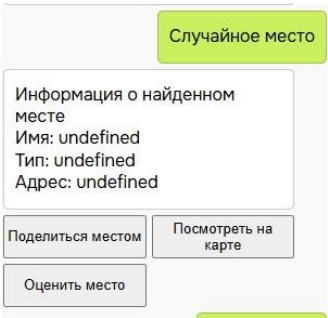 Случайное место
Информация о найденном
месте
Имя: undefined
Тип: undefined
Адрес: undefined
Поделиться местом
Посмотреть на
карте
Оценить место